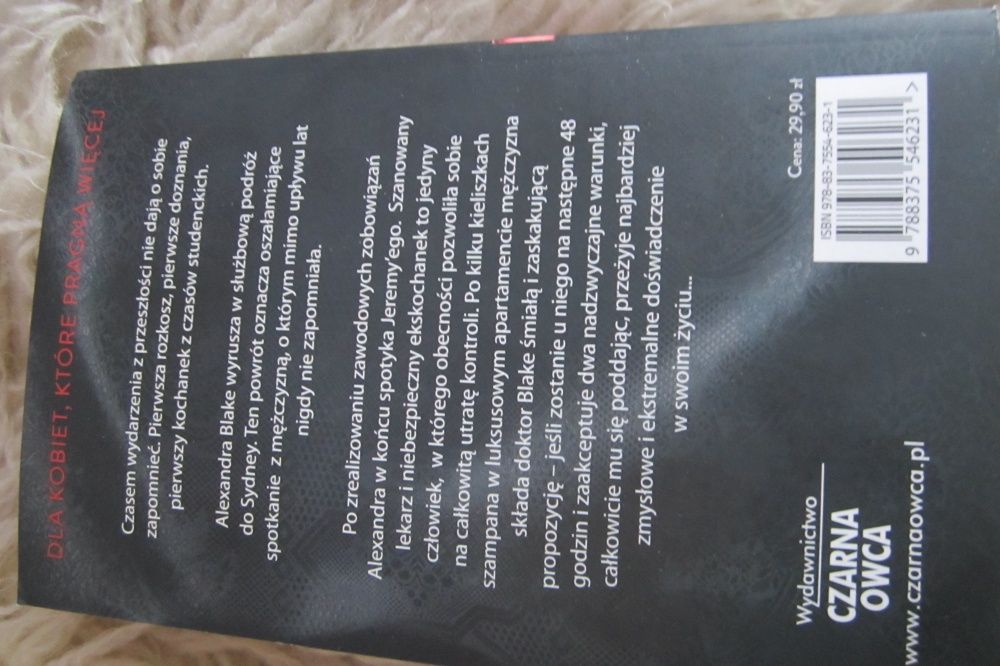 DLA KOBIET, KTÓRE PRAGNĄ WIĘCEJ
Czasem wydarzenia z przeszłości nie dają o sobie
zapomnieć. Pierwsza rozkosz, pierwsze doznania,
pierwszy kochanek z czasów studenckich.
Alexandra Blake wyrusza w służbową podróż
do Sydney. Ten powrót oznacza oszałamiające
spotkanie z mężczyzną, o którym mimo upływu lat
nigdy nie zapomniała.
Po zrealizowaniu zawodowych zobowiązań
Alexandra w końcu spotyka Jeremy'ego. Szanowany
lekarz i niebezpieczny ekskochanek to jedyny
człowiek, w którego obecności pozwoliła sobie
na całkowitą utratę kontroli. Po kilku kieliszkach
szampana w luksusowym apartamencie mężczyzna
składa doktor Blake śmiałą i zaskakującą
propozycję – jeśli zostanie u niego na następne 48
godzin i zaakceptuje dwa nadzwyczajne warunki,
całkowicie mu się poddając, przeżyje najbardziej
zmysłowe i ekstremalne doświadczenie
w swoim życiu...
Wydawnictwo
CZARNA
OWCA
www.czarnaowca.pl
Cena: 29,90 zł
ISBN 978-83-7554-623-1
9 788375 546231 >